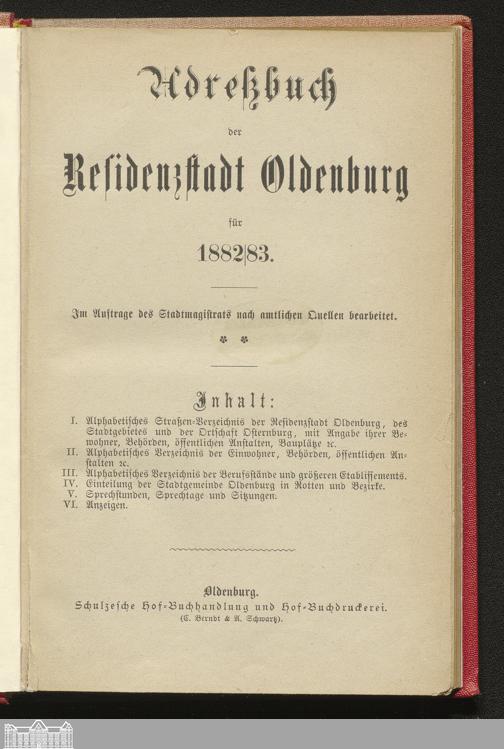 Adreßbuch
der
Residenzstadt Oldenburg
für
1882/83.
Im Auftrage des Stadtmagistrats nach amtlichen Quellen bearbeitet.
Inhalt:
I. Alphabetisches Straßen-Verzeichnis der Residenzstadt Oldenburg, des
Stadtgebietes und der Ortschaft Osternburg, mit Angabe ihrer Be-
wohner, Behörden, öffentlichen Anstalten, Bauplätze ꝛc.
II. Alphabetisches Verzeichnis der Einwohner, Behörden, öffentlichen An-
stalten ꝛc.
III. Alphabetisches Verzeichnis der Berufsstände und größeren Etablissements.
IV. Einteilung der Stadtgemeinde Oldenburg in Rotten und Bezirke.
V. Sprechstunden, Sprechtage und Sitzungen.
VI. Anzeigen.
Oldenburg.
Schulzesche Hof-Buchhandlung und Hof-Buchdruckerei.
(C. Berndt & A. Schwartz).